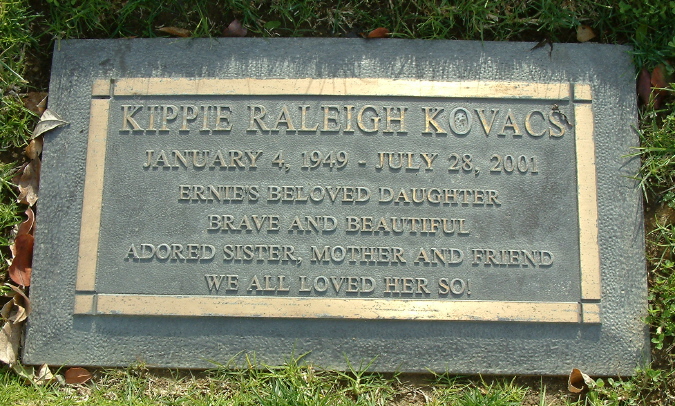 KIPPIE RALEIGH KOVACS
JANUARY 4, 1949 - JULY 28, 2001
ERNIE'S BELOVED DAUGHTER
BRAVE AND BEAUTIFUL
ADORED SISTER, MOTHER AND FRIEND
WE ALL LOVED HER SO!